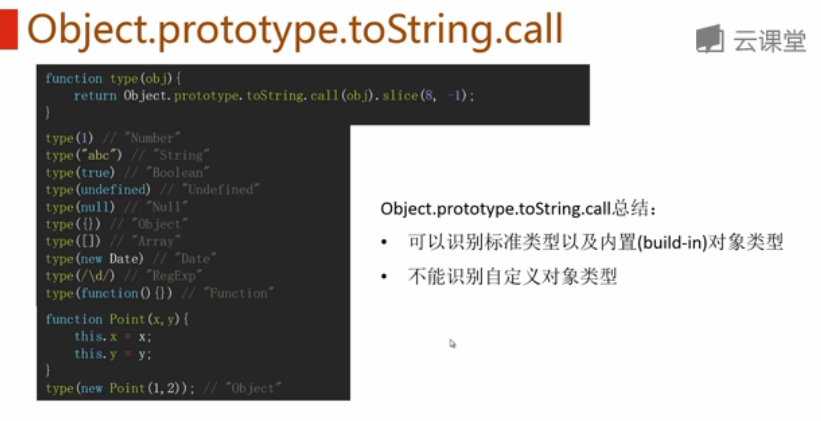 Object.prototype.toString.call
云课堂
function type(obj){
return Object.prototype.toString.call(obj).slice(8, -1);
}
type(1) // "Number"
type("abc") // "String"
type(true) // "Boolean"
type(undefined) // "Undefined"
type(null) // "Null"
type({}) // "Object"
type([]) // "Array"
type(new Date) // "Date"
type(/\d/) // "RegExp"
type(function(){}) // "Function"
function Point(x,y){
this.x = x;
this.y = y;
}
type(new Point(1,2)); // "Object"
Object.prototype.toString.call总结：
• 可以识别标准类型以及内置(build-in)对象类型
• 不能识别自定义对象类型